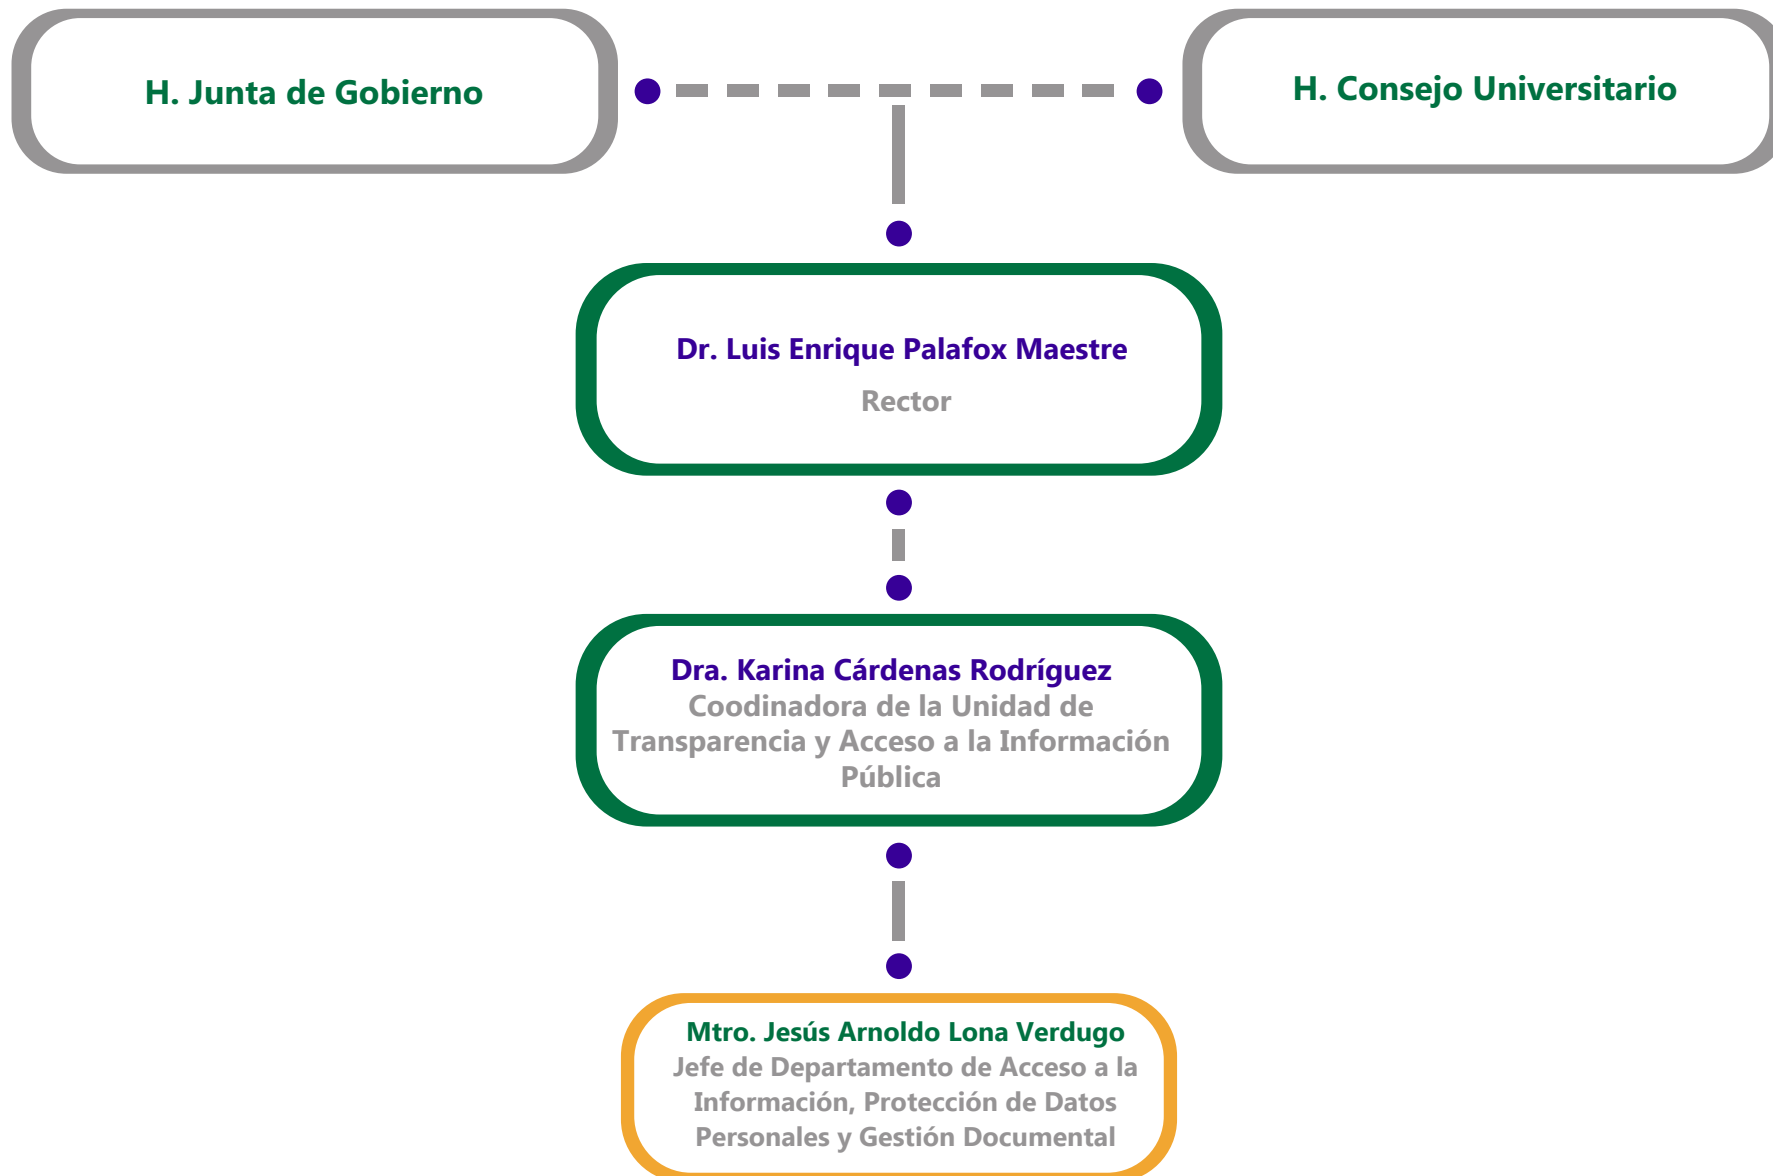 H. Junta de Gobierno
H. Consejo Universitario
Dr. Luis Enrique Palafox Maestre
Rector
Dra. Karina Cárdenas Rodríguez
Coodinadora de la Unidad de
Transparencia y Acceso a la Información
Pública
Mtro. Jesús Arnoldo Lona Verdugo
Jefe de Departamento de Acceso a la
Información, Protección de Datos
Personales y Gestión Documental